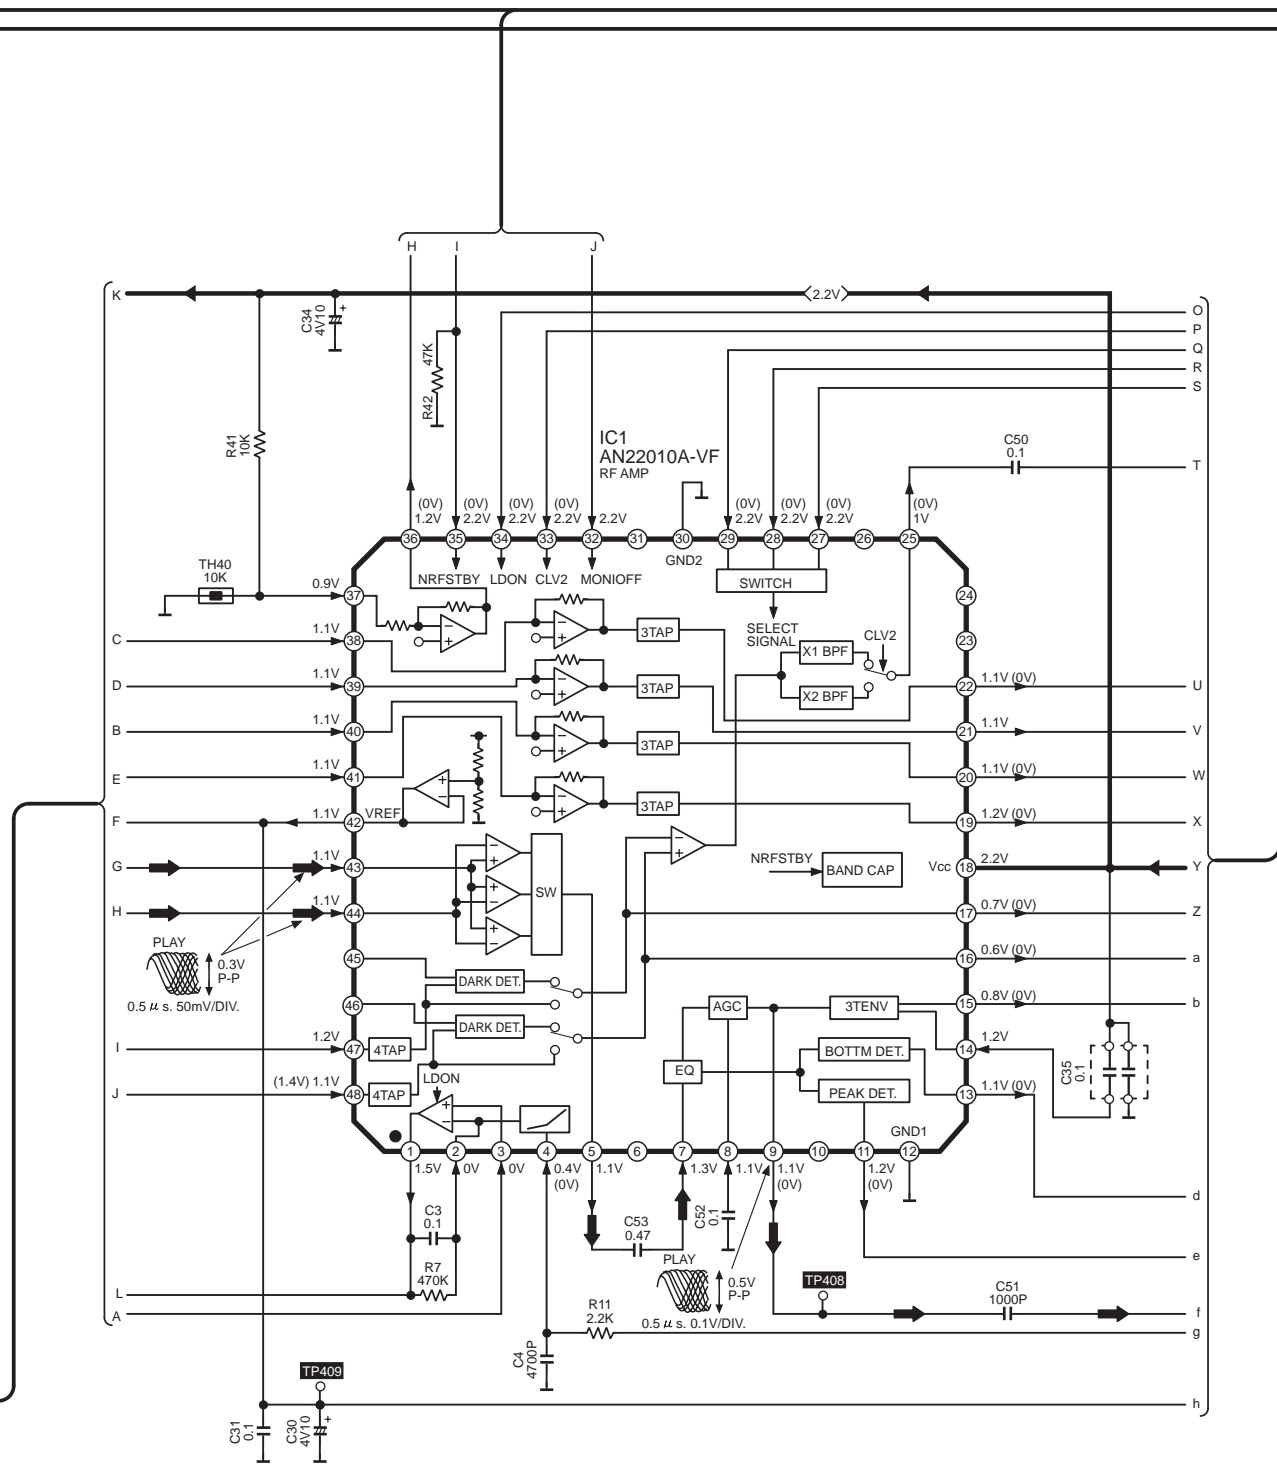 H I J
K
2.2V
O
P
Q
R
S
C34
4V10
+
47K
R42
R41
10K
IC1
AN22010A-VF
RF AMP
C50
0.1
T
(0V) (0V) (0V) (0V) (0V) (0V) (0V) (0V)
1.2V 2.2V 2.2V 2.2V 2.2V 2.2V 2.2V 2.2V 1V
36 35 34 33 32 31 30 29 28 27 26 25
GND2
TH40
10K
NRFSTBY LDON CLV2 MONIOFF
SWITCH
0.9V
37
24
SELECT
SIGNAL
CLV2
C
1.1V
38
3TAP
X1 BPF
23
D
1.1V
39
3TAP
X2 BPF
22
1.1V (0V)
U
B
1.1V
40
3TAP
21
1.1V
V
E
1.1V
41
20
1.1V (0V)
W
3TAP
F
1.1V
42
VREF
19
1.2V (0V)
X
G
1.1V
43
NRFSTBY
BAND CAP
Vcc
18
2.2V
Y
SW
H
1.1V
44
17
0.7V (0V)
Z
PLAY
0.3V
P-P
0.5 μ s. 50mV/DIV.
45
DARK DET.
16
0.6V (0V)
a
46
DARK DET.
AGC
3TENV
15
0.8V (0V)
b
I
1.2V
47
4TAP
BOTTM DET.
14
1.2V
C35
0.1
EQ
J
(1.4V) 1.1V
48
4TAP
LDON
PEAK DET.
13
1.1V (0V)
GND1
1 2 3 4 5 6 7 8 9 10 11 12
1.5V 0V 0V 0.4V 1.1V 1.3V 1.1V 1.1V 1.2V
(0V) (0V) (0V)
d
C3
0.1
C53
0.47
C52
0.1
e
R7
470K
PLAY
0.5V
P-P
0.5 μ s. 0.1V/DIV.
TP408
C51
1000P
L
A
R11
2.2K
f
g
C4
4700P
TP409
h
C31
0.1
C30
4V10
+